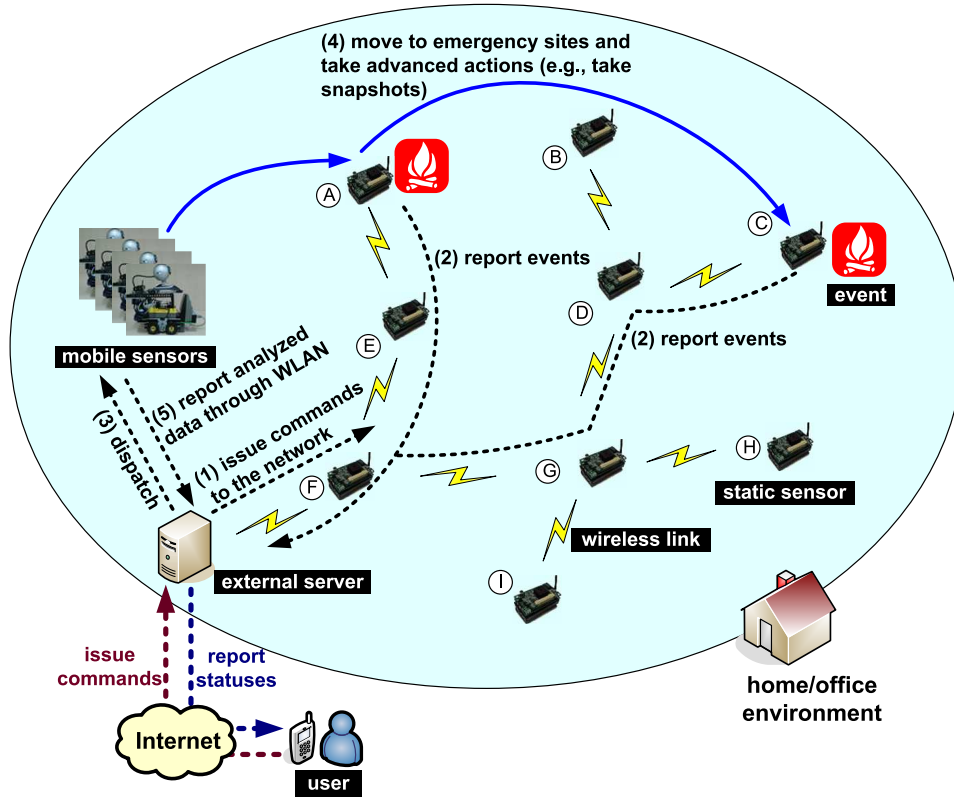 (4) move to emergency sites and
take advanced actions (e.g., take
snapshots)
B
A
C
(2) report events
event
D
(2) report events
E
mobile sensors
(5) report analyzed
data through WLAN
(3) dispatch
(1) issue commands
to the network
F
G
H
static sensor
wireless link
external server
I
issue
commands
report
statuses
home/office
environment
Internet
user